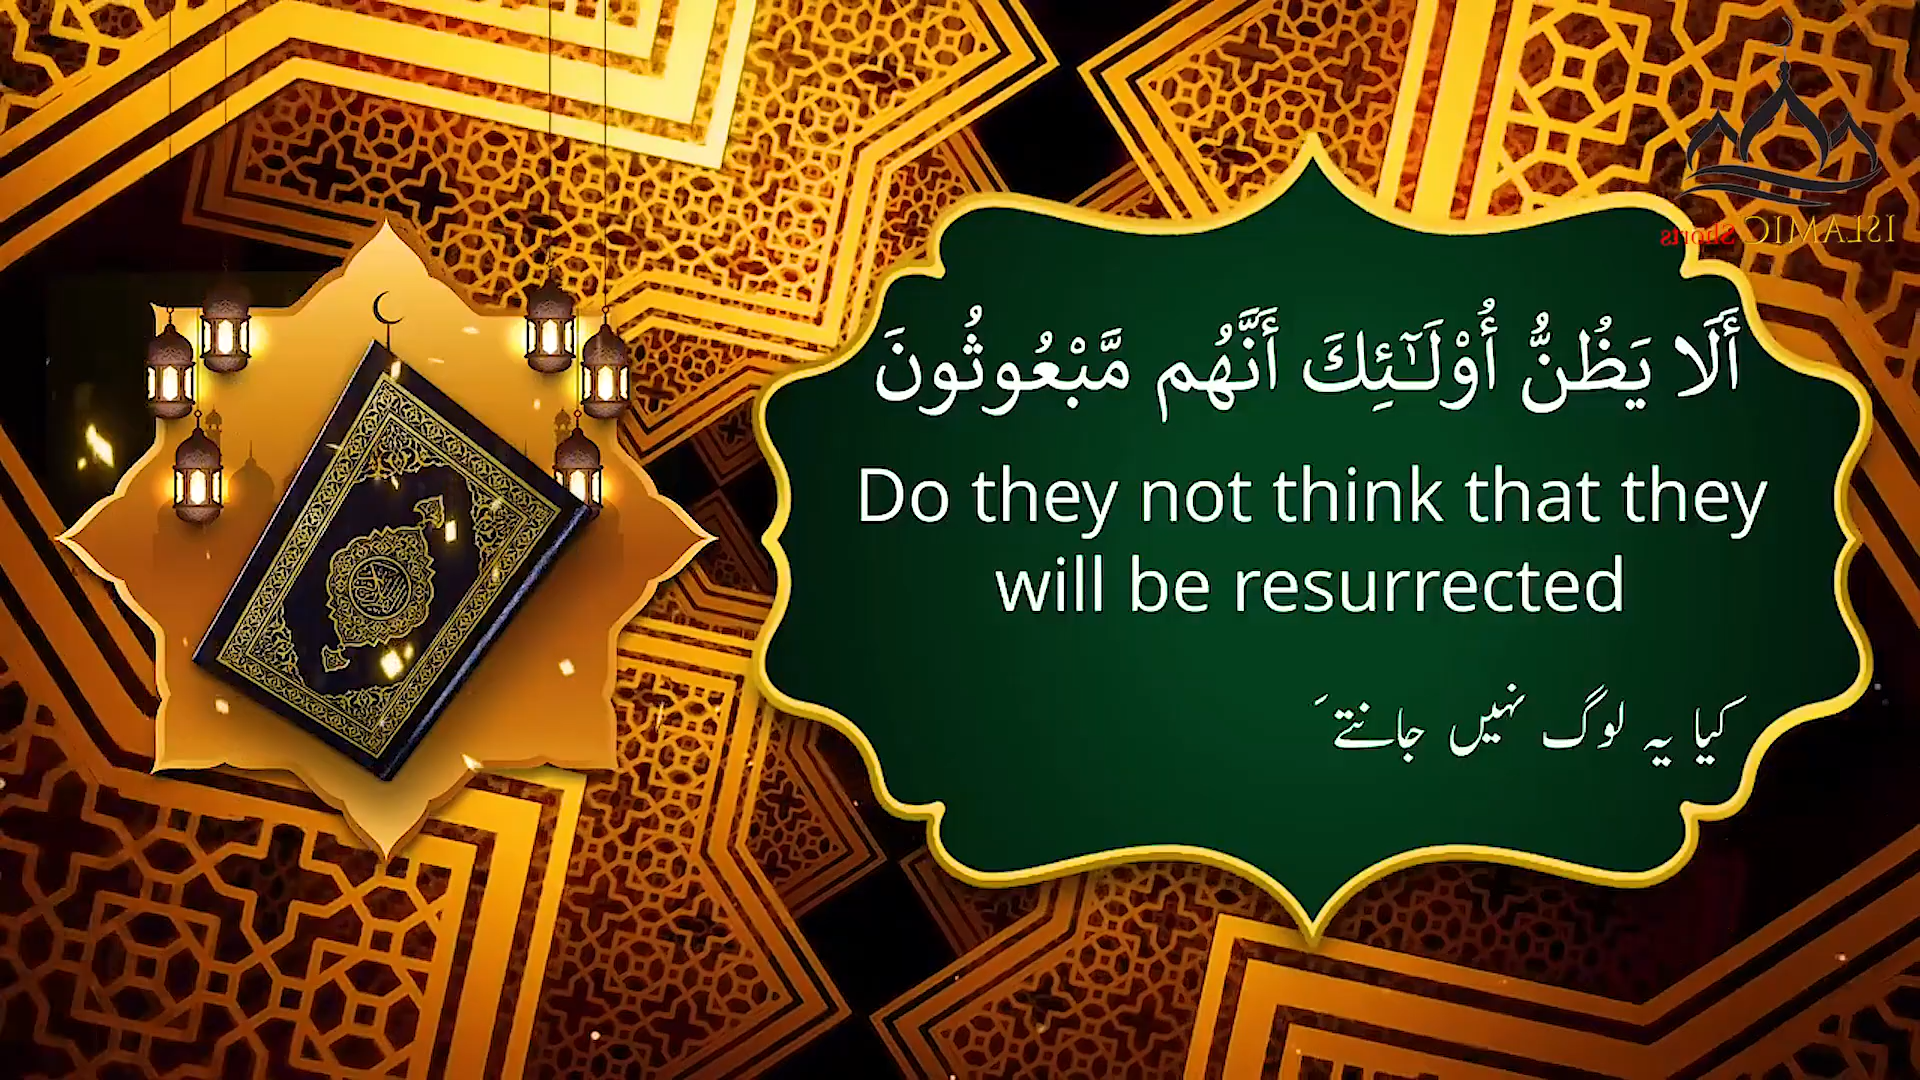 أَلَا يَظُنُّ أُوْلَـٰٓئِكَ أَنَّهُم مَّبْعُوثُونَ
Do they not think that they
will be resurrected
کیا یہ لوگ نہیں جانتے َ
ISLAMIC Shorts